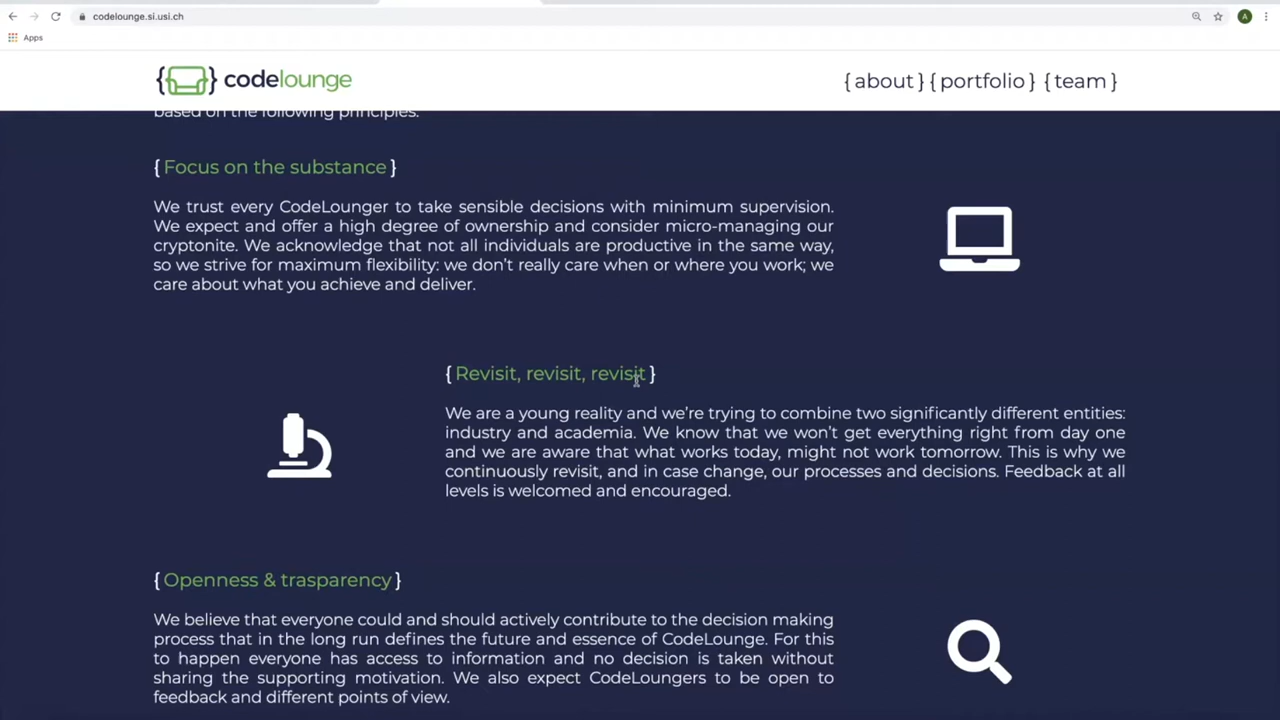 codelounge.si.usi.ch
A
Apps
{ } codelounge
{ about } { portfolio } { team }
based on the following principles.
{ Focus on the substance }
We trust every CodeLounger to take sensible decisions with minimum supervision.
We expect and offer a high degree of ownership and consider micro-managing our
cryptonite. We acknowledge that not all individuals are productive in the same way,
so we strive for maximum flexibility: we don't really care when or where you work; we
care about what you achieve and deliver.
{ Revisit, revisit, revisit }
We are a young reality and we're trying to combine two significantly different entities:
industry and academia. We know that we won't get everything right from day one
and we are aware that what works today, might not work tomorrow. This is why we
continuously revisit, and in case change, our processes and decisions. Feedback at all
levels is welcomed and encouraged.
{ Openness & trasparency }
We believe that everyone could and should actively contribute to the decision making
process that in the long run defines the future and essence of CodeLounge. For this
to happen everyone has access to information and no decision is taken without
sharing the supporting motivation. We also expect CodeLoungers to be open to
feedback and different points of view.